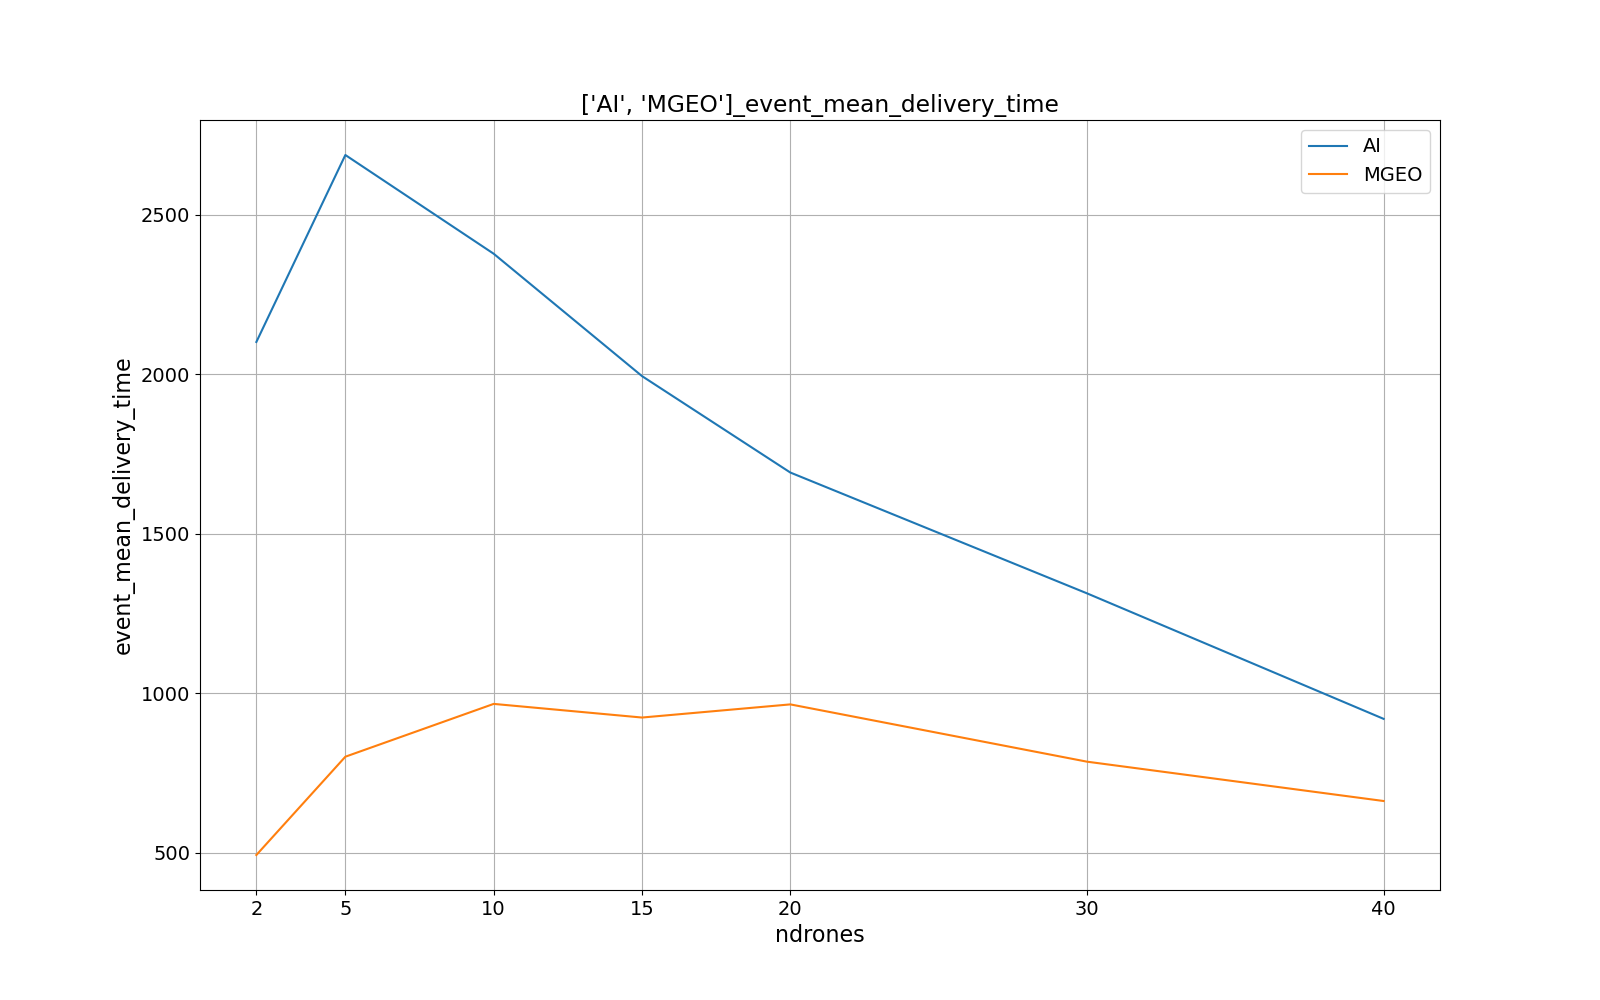 ['AI', 'MGEO']_event_mean_delivery_time
AI
MGEO
event_mean_delivery_time
2500
2000
1500
1000
500
2 5 10 15 20 30 40
ndrones